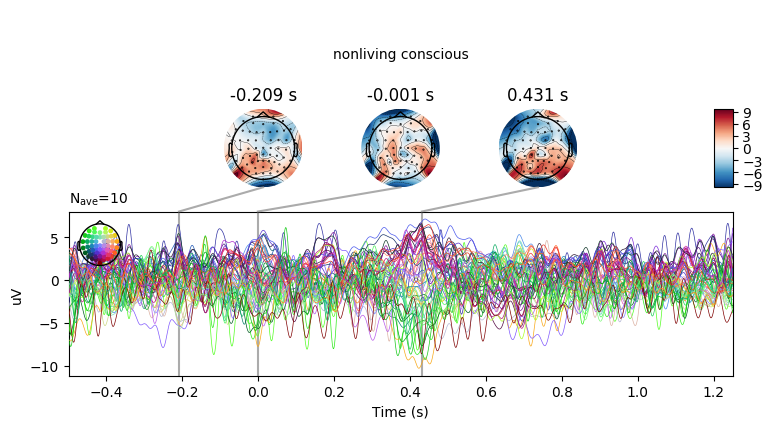 nonliving conscious
-0.209 s -0.001 s 0.431 s
9
6
3
0
−3
−6
−9
Nave=10
5
0
−5
−10
uV
−0.4 −0.2 0.0 0.2 0.4 0.6 0.8 1.0 1.2
Time (s)